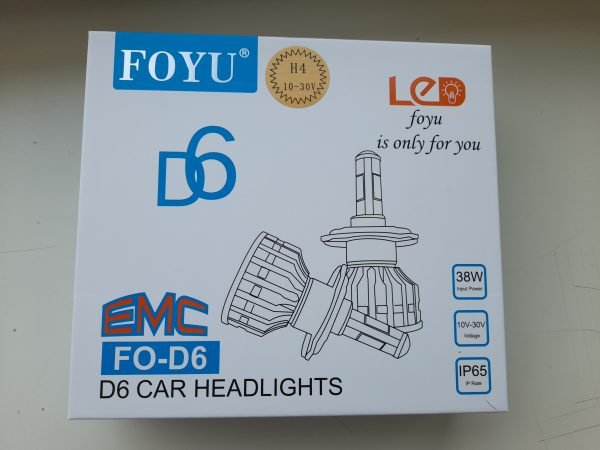 FOYU®
H4
10-30V
LED
foyu
is only for you
D6
38W
Input Power
10V-30V
Voltage
IP65
IP Rate
EMC
FO-D6
D6 CAR HEADLIGHTS